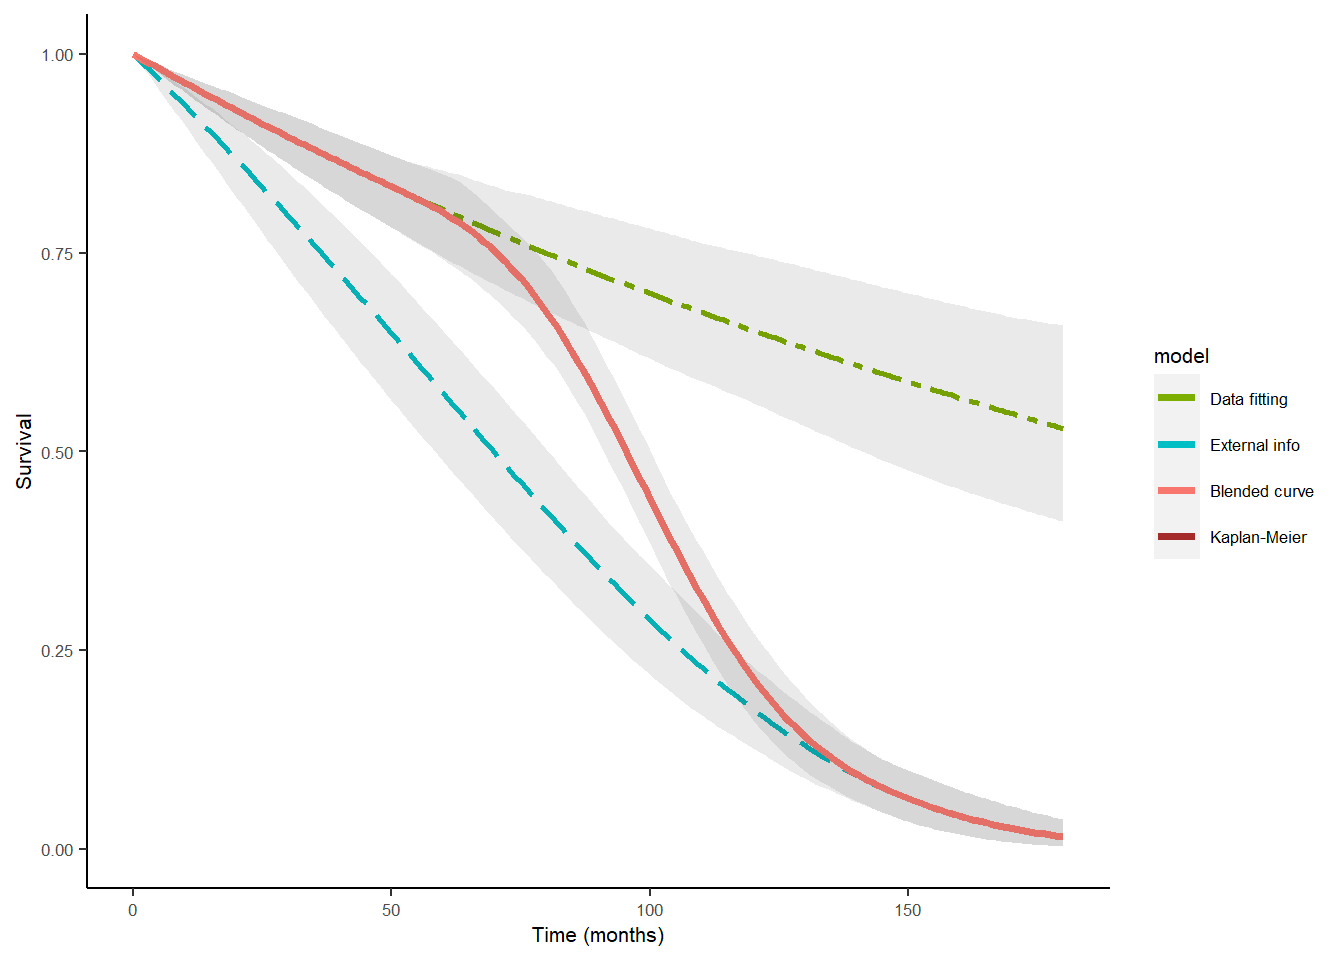 1.00
0.75
0.50
0.25
0.00
Survival
0
50
100
150
Time (months)
model
Data fitting
External info
Blended curve
Kaplan-Meier